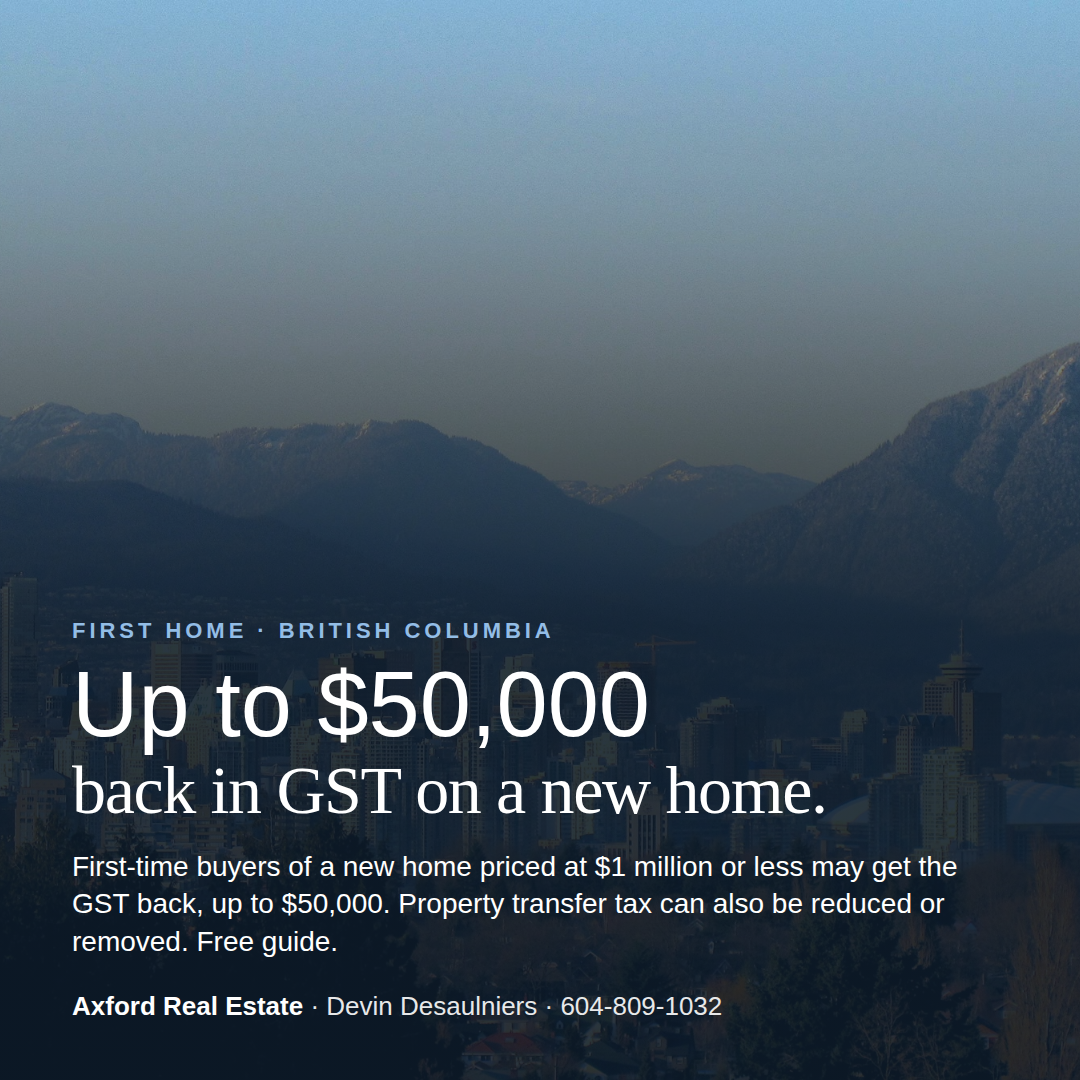 FIRST HOME · BRITISH COLUMBIA
Up to $50,000
back in GST on a new home.
First-time buyers of a new home priced at $1 million or less may get the
GST back, up to $50,000. Property transfer tax can also be reduced or
removed. Free guide.
Axford Real Estate · Devin Desaulniers · 604-809-1032